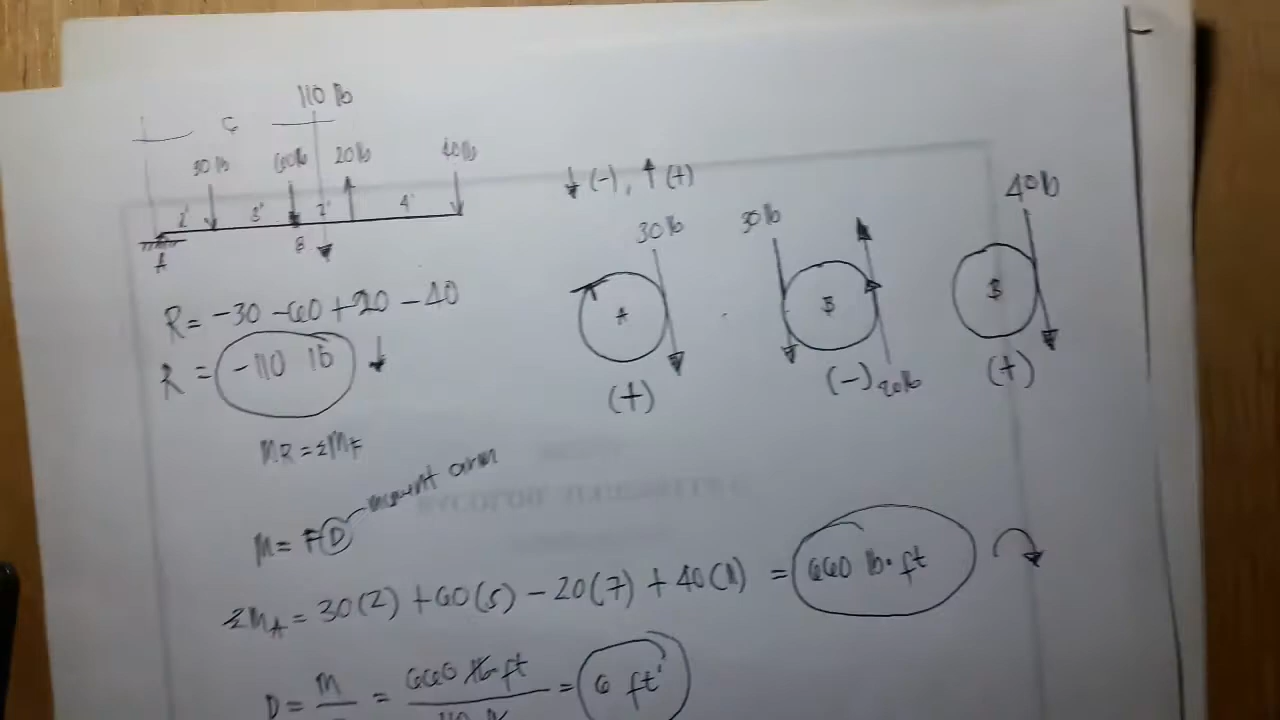 110 lb
30 lb 60 lb 20 lb 40 lb
2' 3' 2' 4'
A B
↓(-), ↑(+)
30 lb 30 lb 40 lb
A B B
(+) (-) 20 lb (+)
R = -30 -60 +20 -40
R = -110 lb ↓
MR = ΣMF
M = FD moment arm
ΣMA = 30(2) + 60(5) - 20(7) + 40(11) = 660 lb·ft
D = M = 660 lb·ft = 6 ft